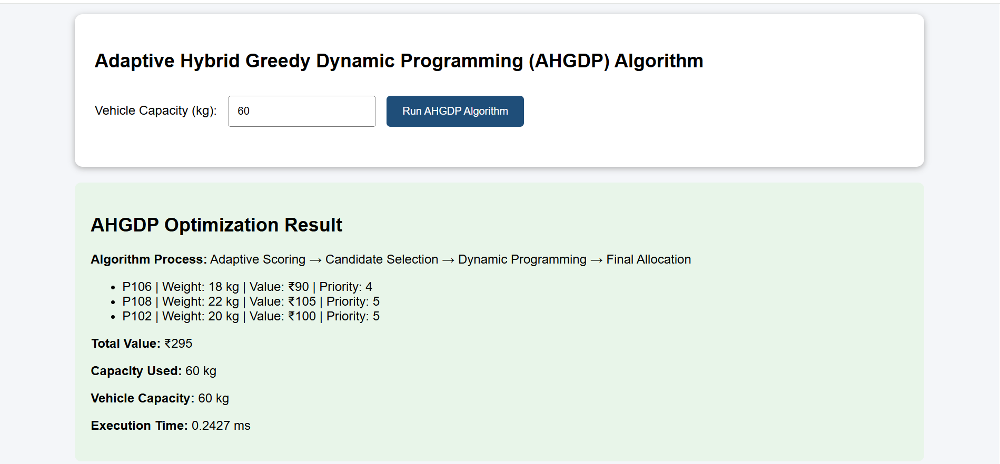 Adaptive Hybrid Greedy Dynamic Programming (AHGDP) Algorithm
Vehicle Capacity (kg): 60 Run AHGDP Algorithm
AHGDP Optimization Result
Algorithm Process: Adaptive Scoring → Candidate Selection → Dynamic Programming → Final Allocation
• P106 | Weight: 18 kg | Value: ₹90 | Priority: 4
• P108 | Weight: 22 kg | Value: ₹105 | Priority: 5
• P102 | Weight: 20 kg | Value: ₹100 | Priority: 5
Total Value: ₹295
Capacity Used: 60 kg
Vehicle Capacity: 60 kg
Execution Time: 0.2427 ms